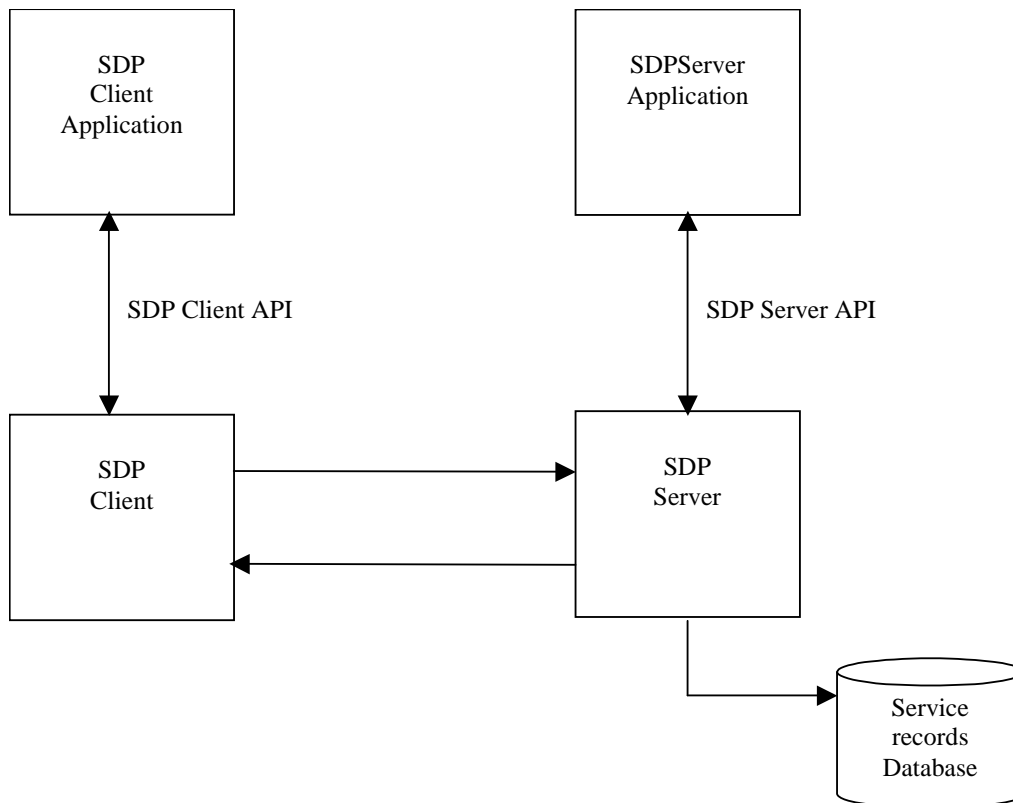 SDP
Client
Application
SDPServer
Application
SDP Client API
SDP Server API
SDP
Client
SDP
Server
Service
records
Database